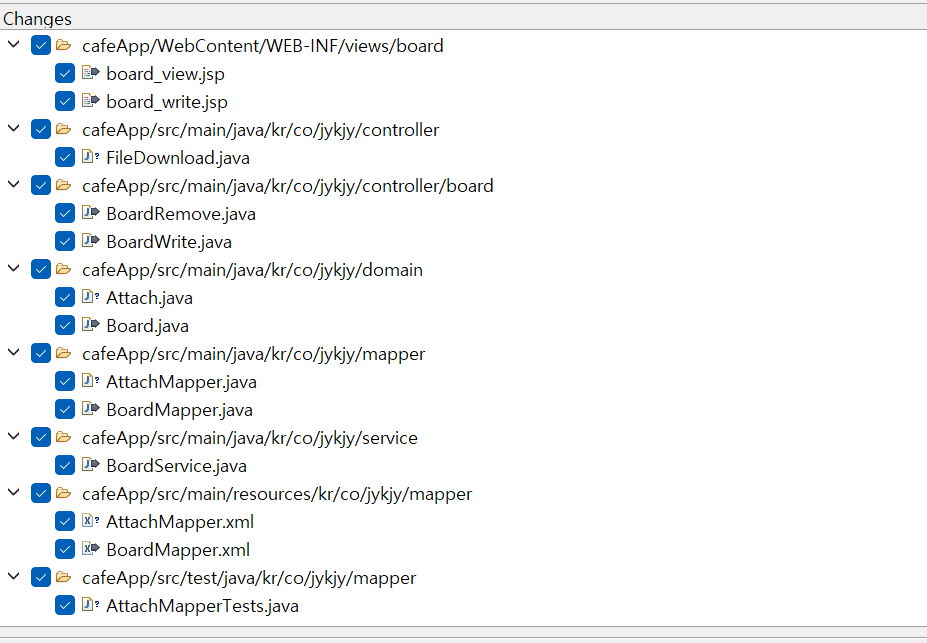 Changes
cafeApp/WebContent/WEB-INF/views/board
board_view.jsp
board_write.jsp
cafeApp/src/main/java/kr/co/jykjy/controller
FileDownload.java
cafeApp/src/main/java/kr/co/jykjy/controller/board
BoardRemove.java
BoardWrite.java
cafeApp/src/main/java/kr/co/jykjy/domain
Attach.java
Board.java
cafeApp/src/main/java/kr/co/jykjy/mapper
AttachMapper.java
BoardMapper.java
cafeApp/src/main/java/kr/co/jykjy/service
BoardService.java
cafeApp/src/main/resources/kr/co/jykjy/mapper
AttachMapper.xml
BoardMapper.xml
cafeApp/src/test/java/kr/co/jykjy/mapper
AttachMapperTests.java